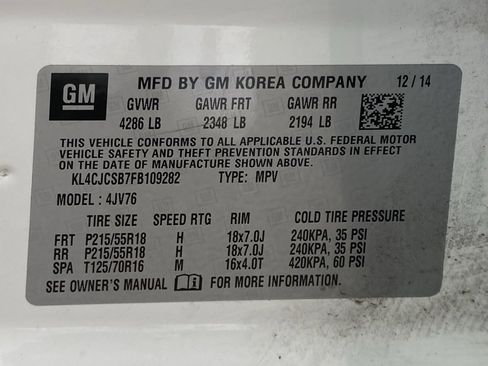 GM MFD BY GM KOREA COMPANY 12 / 14
GVWR GAWR FRT GAWR RR
4286 LB 2348 LB 2194 LB
THIS VEHICLE CONFORMS TO ALL APPLICABLE U.S. FEDERAL MOTOR
VEHICLE SAFETY AND THEFT PREVENTION STANDARDS IN EFFECT
ON THE DATE OF MANUFACTURE SHOWN ABOVE.
KL4CJCSB7FB109282 TYPE: MPV
MODEL : 4JV76
TIRE SIZE SPEED RTG RIM COLD TIRE PRESSURE
FRT P215/55R18 H 18x7.0J 240KPA, 35 PSI
RR P215/55R18 H 18x7.0J 240KPA, 35 PSI
SPA T125/70R16 M 16x4.0T 420KPA, 60 PSI
SEE OWNER'S MANUAL FOR MORE INFORMATION.